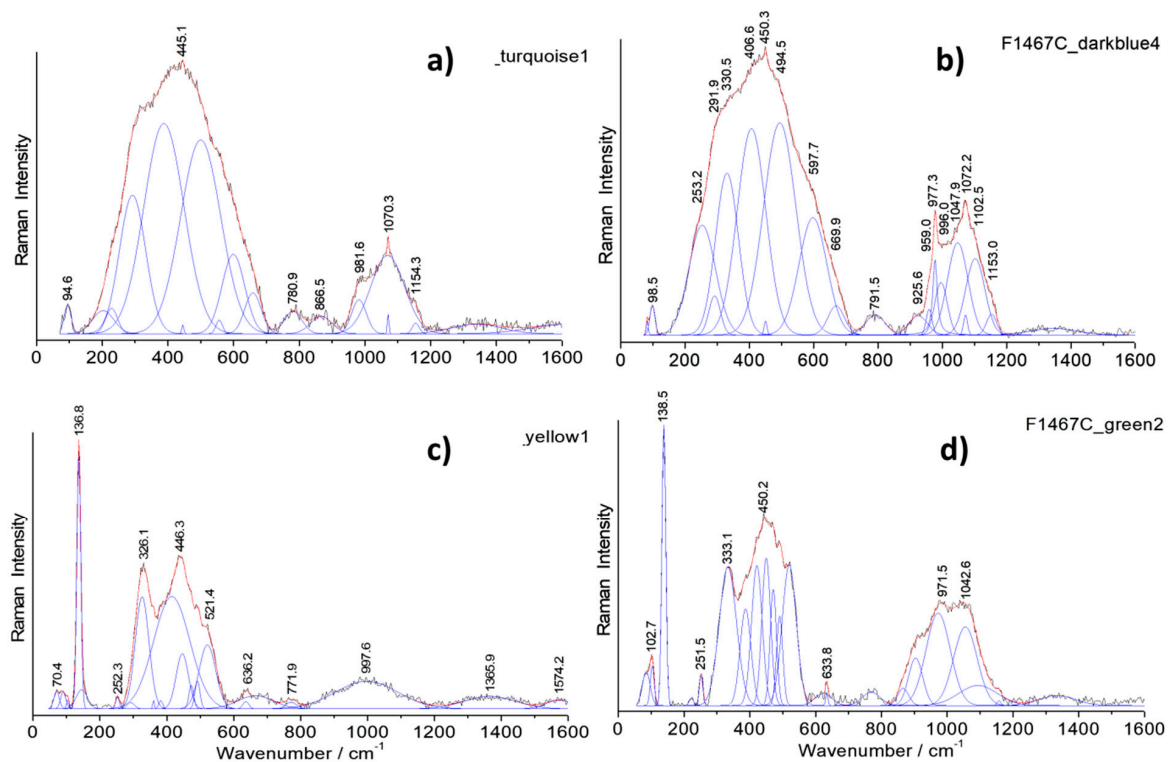 a)
_turquoise1
445.1
94.6
780.9
866.5
981.6
1070.3
1154.3
Raman Intensity
0 200 400 600 800 1000 1200 1400 1600
b)
F1467C_darkblue4
98.5
253.2
291.9
330.5
406.6
450.3
494.5
597.7
669.9
791.5
925.6
959.0
977.3
996.0
1047.9
1072.2
1102.5
1153.0
Raman Intensity
0 200 400 600 800 1000 1200 1400 1600
c)
_yellow1
70.4
136.8
252.3
326.1
446.3
521.4
636.2
771.9
997.6
1365.9
1574.2
Raman Intensity
0 200 400 600 800 1000 1200 1400 1600
Wavenumber / cm-1
d)
F1467C_green2
102.7
138.5
251.5
333.1
450.2
633.8
971.5
1042.6
Raman Intensity
0 200 400 600 800 1000 1200 1400 1600
Wavenumber / cm-1